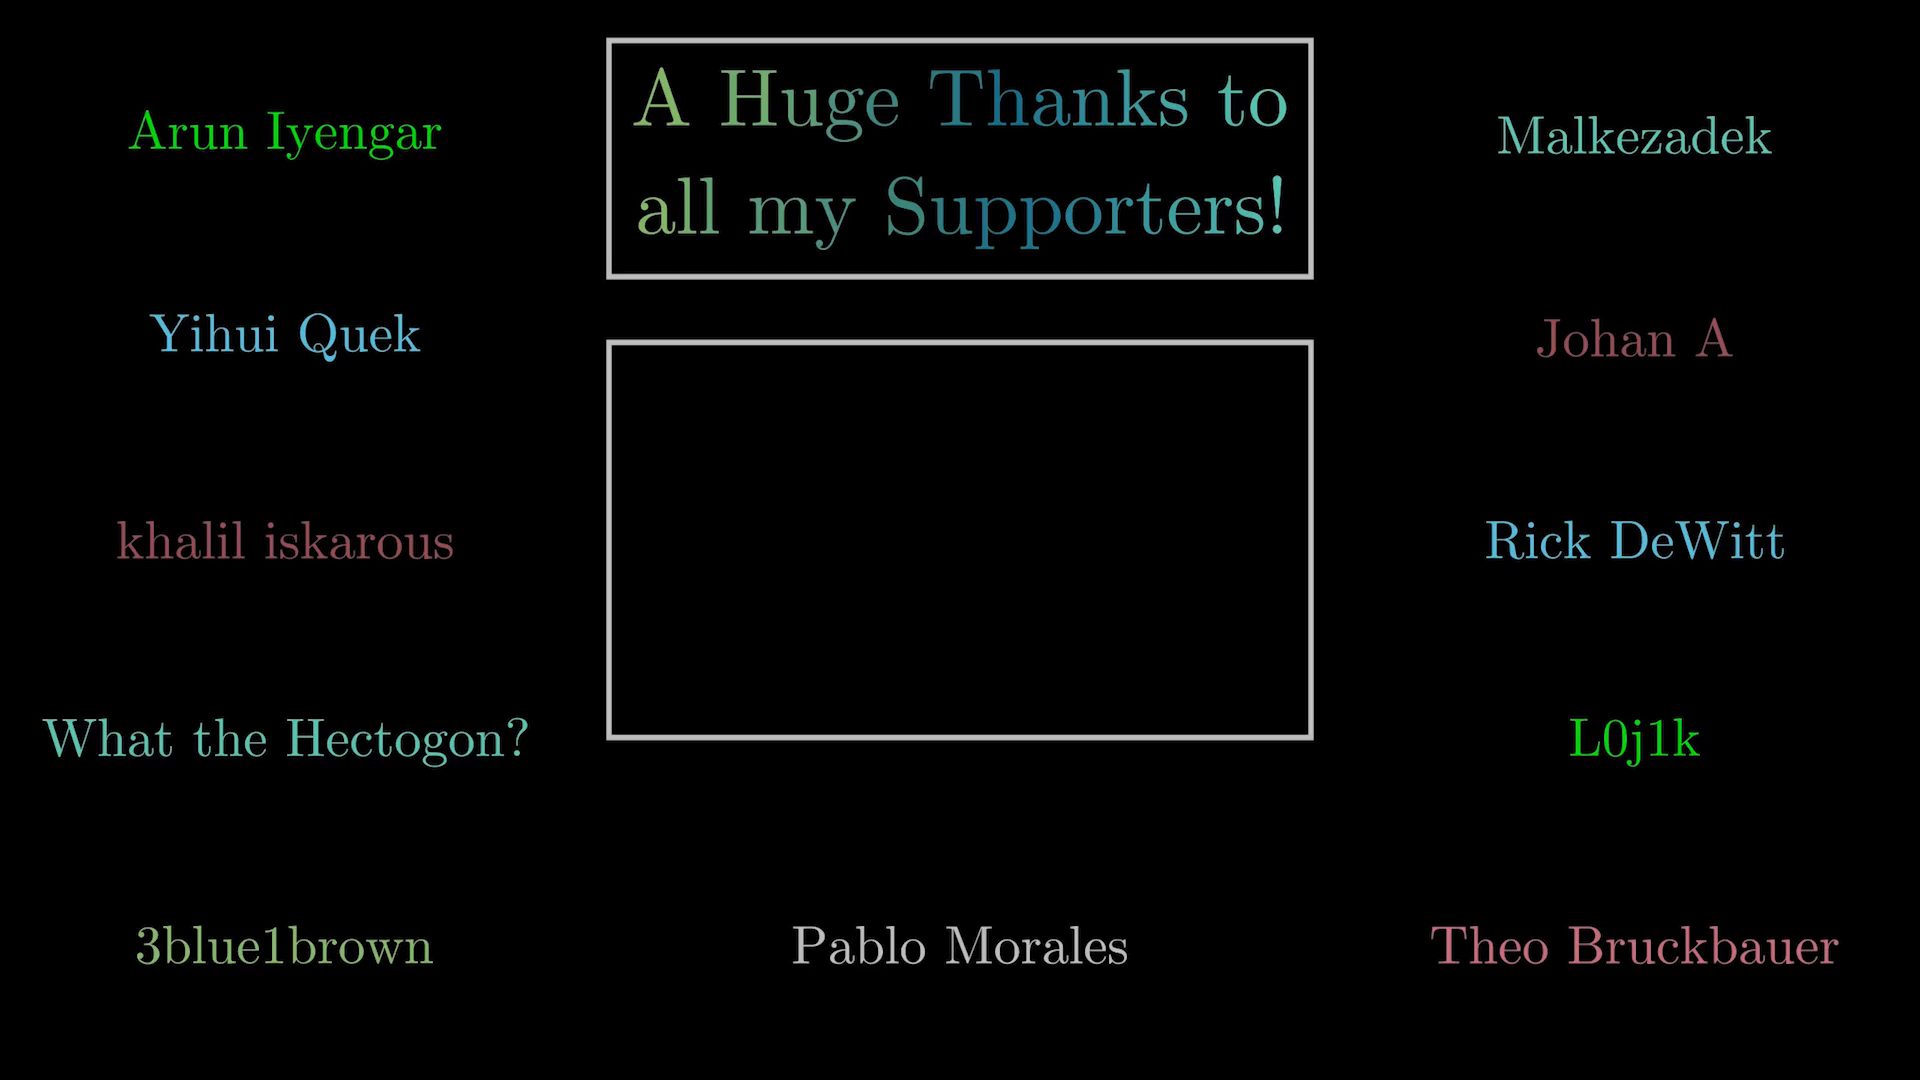 A Huge Thanks to
all my Supporters!
Arun Iyengar
Malkezadek
Yihui Quek
Johan A
khalil iskarous
Rick DeWitt
What the Hectogon?
L0j1k
3blue1brown
Pablo Morales
Theo Bruckbauer